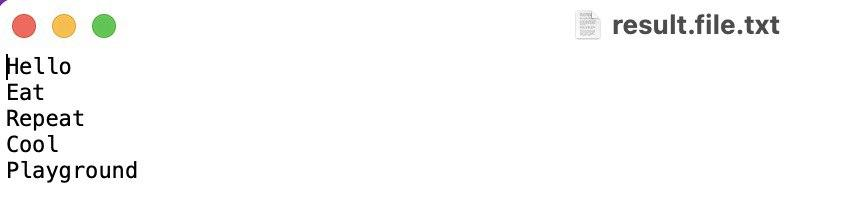 result.file.txt
Hello
Eat
Repeat
Cool
Playground